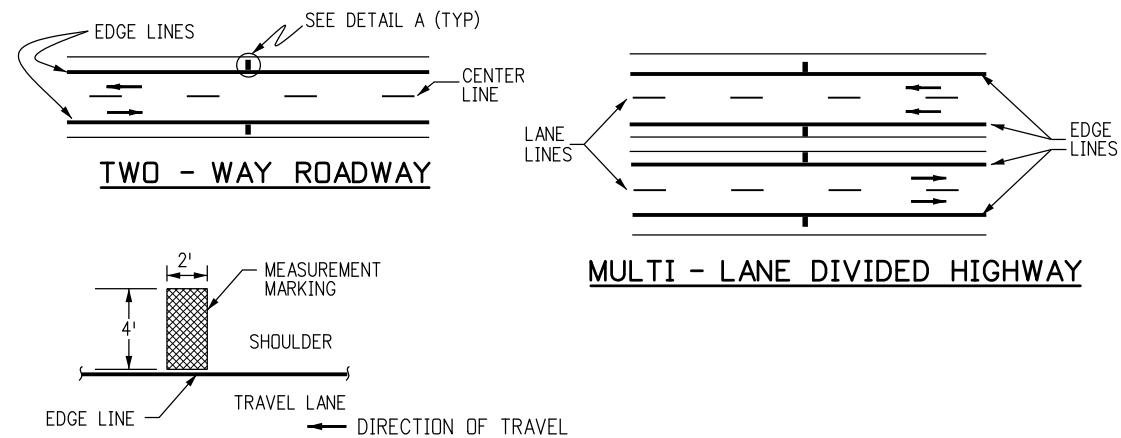 EDGE LINES
SEE DETAIL A (TYP)
CENTER
LINE
TWO - WAY ROADWAY
LANE
LINES
EDGE
LINES
MULTI - LANE DIVIDED HIGHWAY
2'
MEASUREMENT
MARKING
4'
SHOULDER
EDGE LINE
TRAVEL LANE
DIRECTION OF TRAVEL